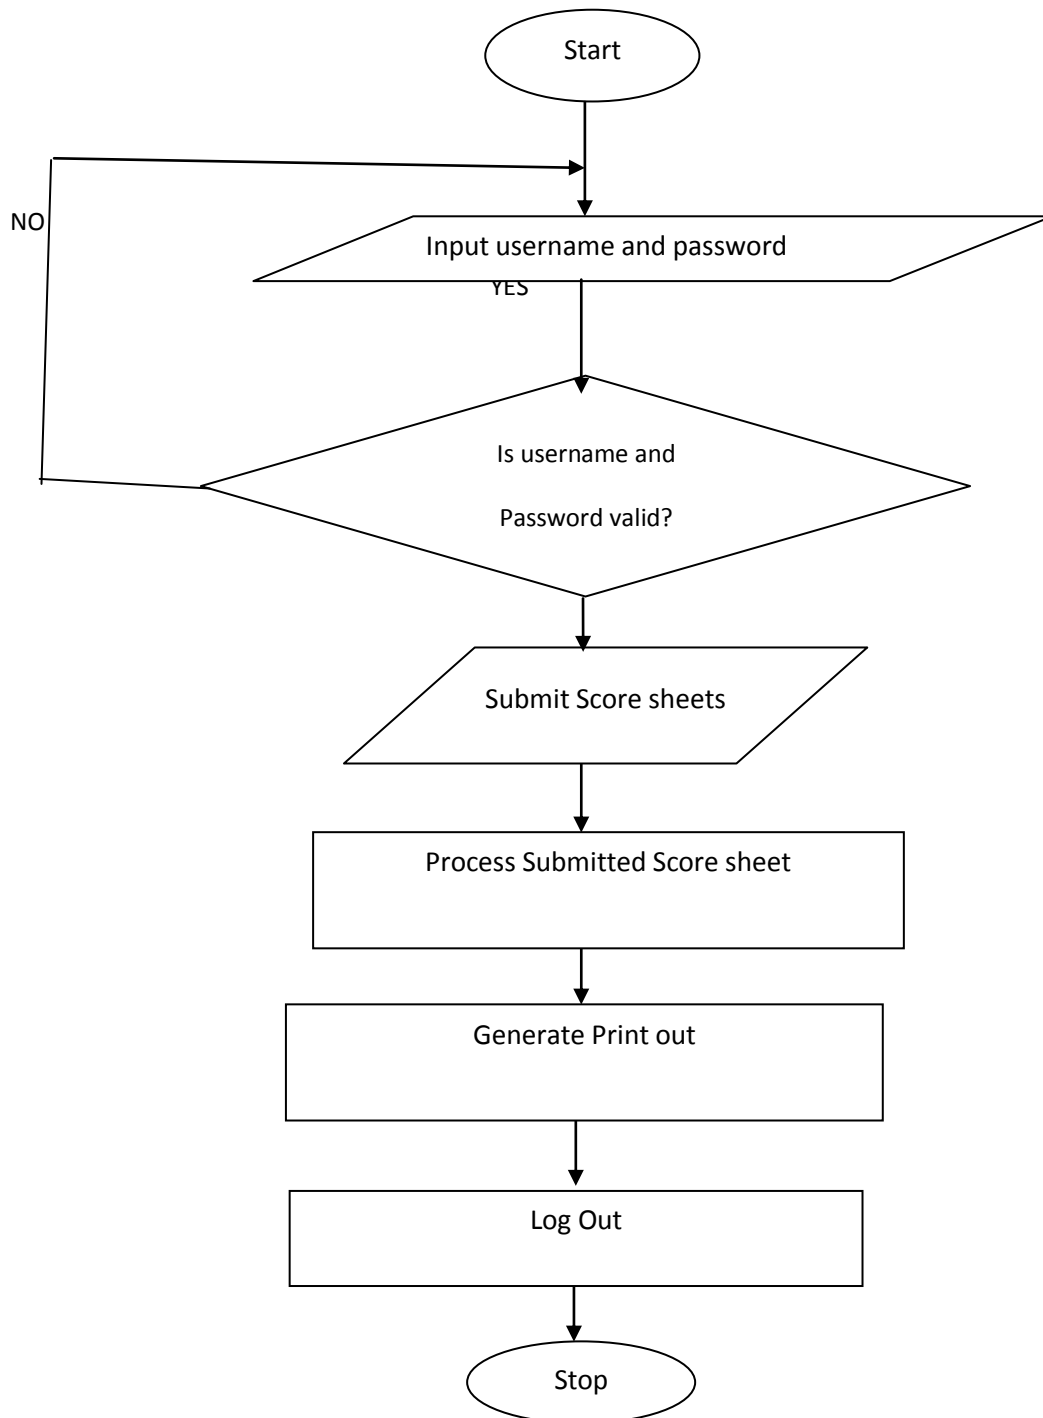 Start
NO
Input username and password
YES
Is username and
Password valid?
Submit Score sheets
Process Submitted Score sheet
Generate Print out
Log Out
Stop